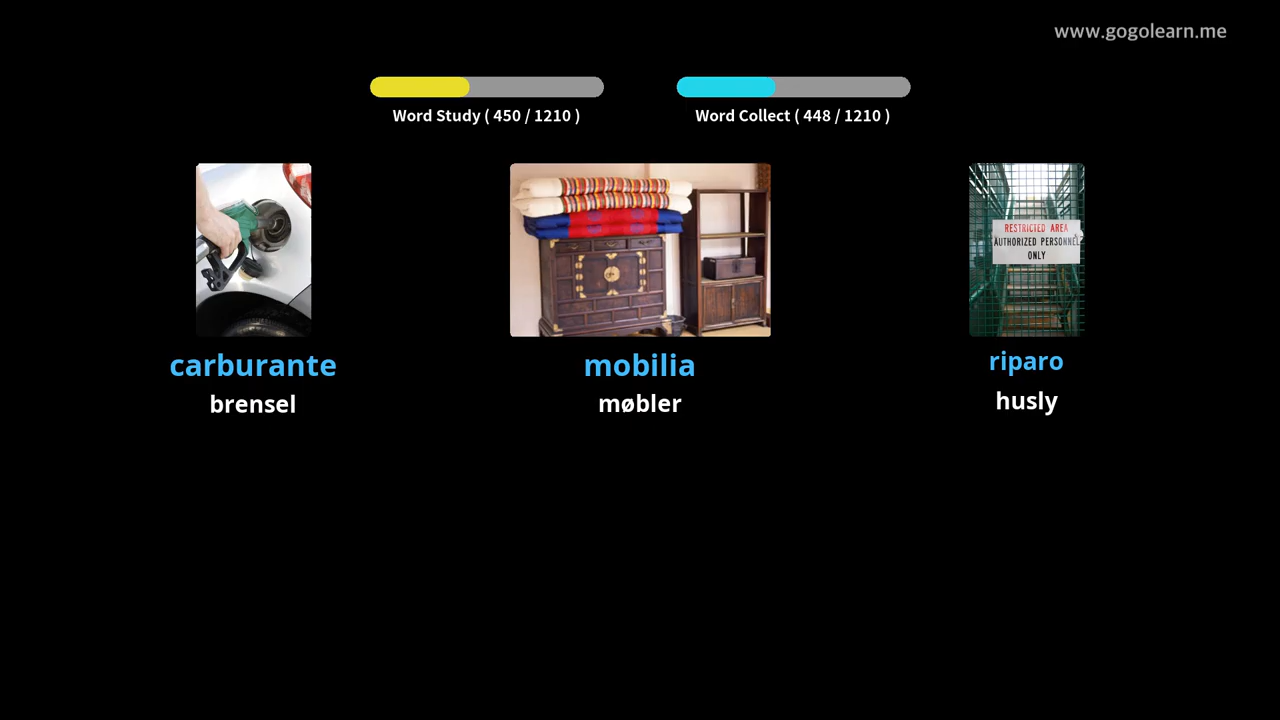 www.gogolearn.me
Word Study ( 450 / 1210 )
Word Collect ( 448 / 1210 )
RESTRICTED AREA
AUTHORIZED PERSONNEL
ONLY
carburante
mobilia
riparo
brensel
møbler
husly